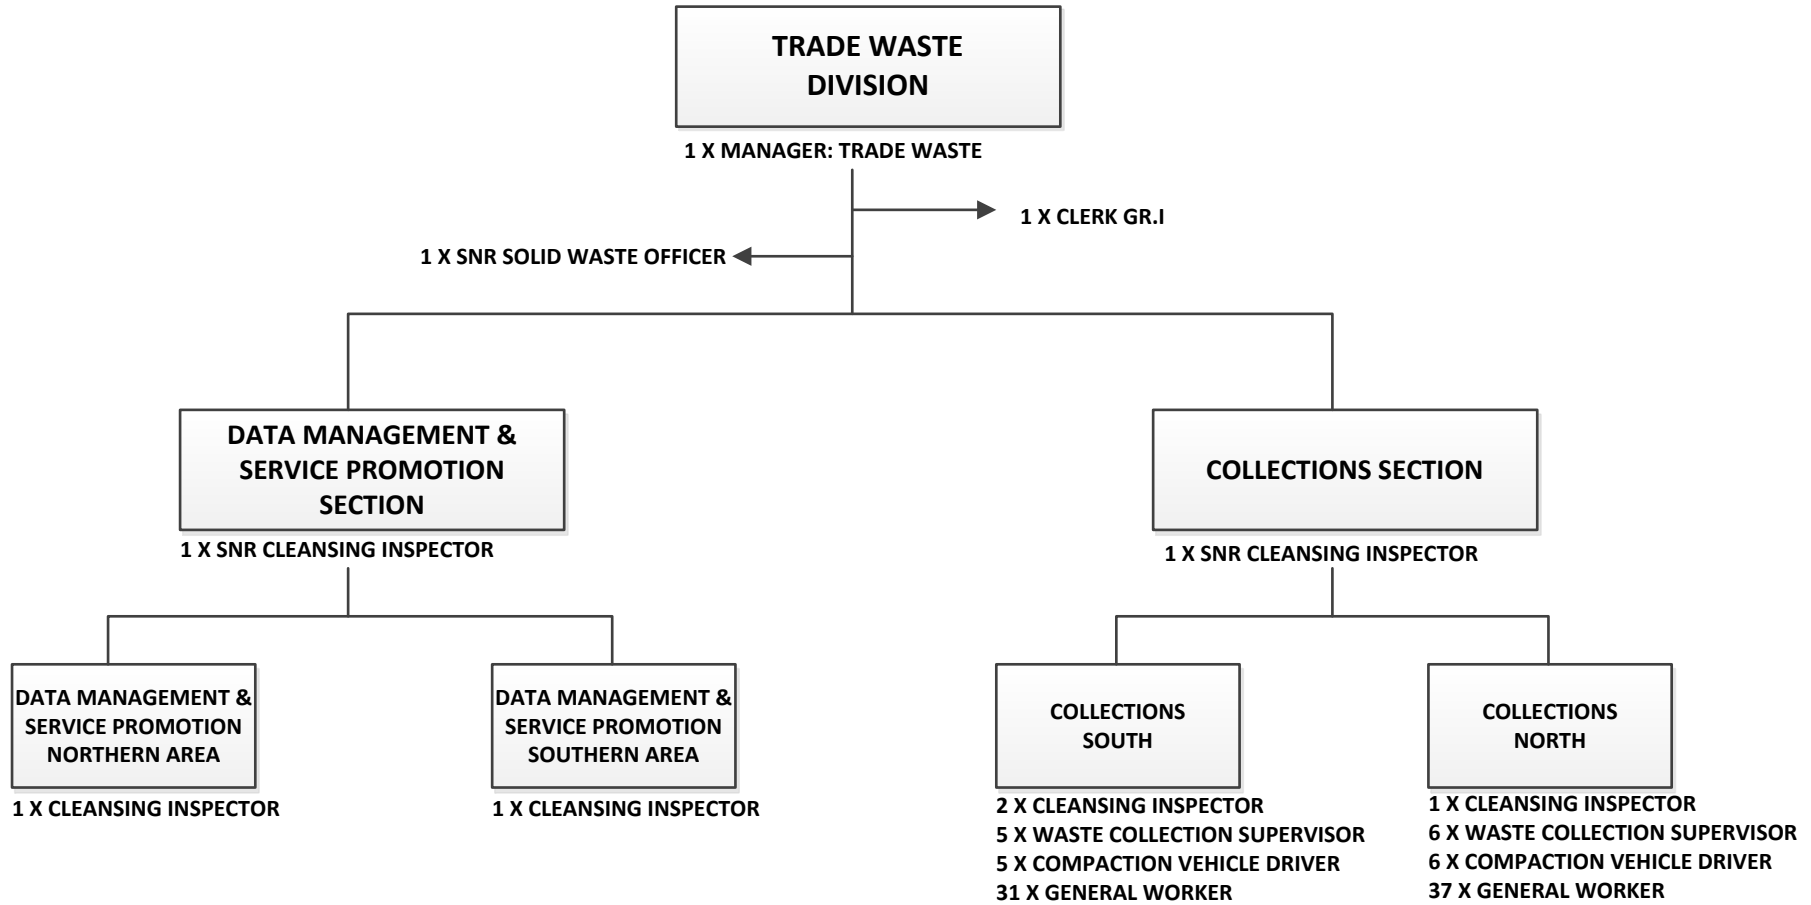 TRADE WASTE
DIVISION
1 X MANAGER: TRADE WASTE
1 X CLERK GR.I
1 X SNR SOLID WASTE OFFICER
DATA MANAGEMENT &
SERVICE PROMOTION
SECTION
1 X SNR CLEANSING INSPECTOR
COLLECTIONS SECTION
1 X SNR CLEANSING INSPECTOR
DATA MANAGEMENT &
SERVICE PROMOTION
NORTHERN AREA
1 X CLEANSING INSPECTOR
DATA MANAGEMENT &
SERVICE PROMOTION
SOUTHERN AREA
1 X CLEANSING INSPECTOR
COLLECTIONS
SOUTH
2 X CLEANSING INSPECTOR
5 X WASTE COLLECTION SUPERVISOR
5 X COMPACTION VEHICLE DRIVER
31 X GENERAL WORKER
COLLECTIONS
NORTH
1 X CLEANSING INSPECTOR
6 X WASTE COLLECTION SUPERVISOR
6 X COMPACTION VEHICLE DRIVER
37 X GENERAL WORKER